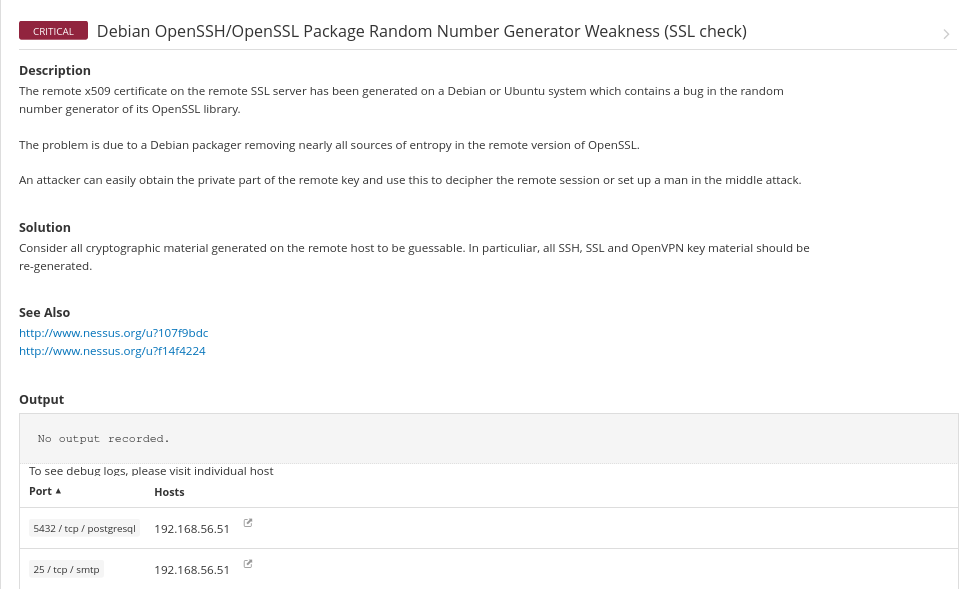 CRITICAL Debian OpenSSH/OpenSSL Package Random Number Generator Weakness (SSL check)
Description
The remote x509 certificate on the remote SSL server has been generated on a Debian or Ubuntu system which contains a bug in the random
number generator of its OpenSSL library.
The problem is due to a Debian packager removing nearly all sources of entropy in the remote version of OpenSSL.
An attacker can easily obtain the private part of the remote key and use this to decipher the remote session or set up a man in the middle attack.
Solution
Consider all cryptographic material generated on the remote host to be guessable. In particuliar, all SSH, SSL and OpenVPN key material should be
re-generated.
See Also
http://www.nessus.org/u?107f9bdc
http://www.nessus.org/u?f14f4224
Output
No output recorded.
To see debug logs, please visit individual host
Port ▲ Hosts
5432 / tcp / postgresql 192.168.56.51
25 / tcp / smtp 192.168.56.51